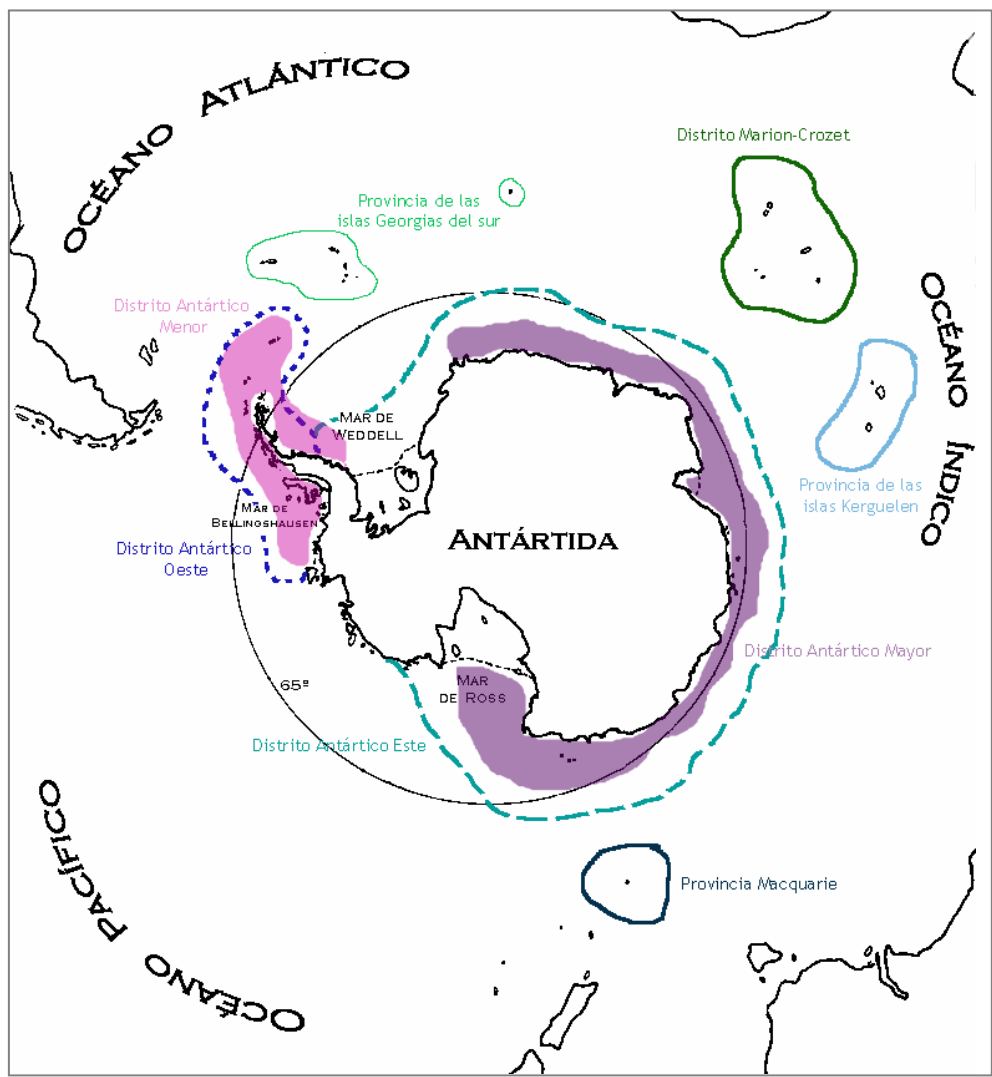 OCÉANO ATLÁNTICO
Distrito Marion-Crozet
Provincia de las
islas Georgias del sur
OCÉANO ÍNDICO
Distrito Antártico
Menor
MAR DE
WEDDELL
Provincia de las
islas Kerguelen
MAR DE
BELLINGSHAUSEN
ANTÁRTIDA
Distrito Antártico
Oeste
Distrito Antártico Mayor
65º
MAR
DE ROSS
Distrito Antártico Este
OCÉANO PACÍFICO
Provincia Macquarie